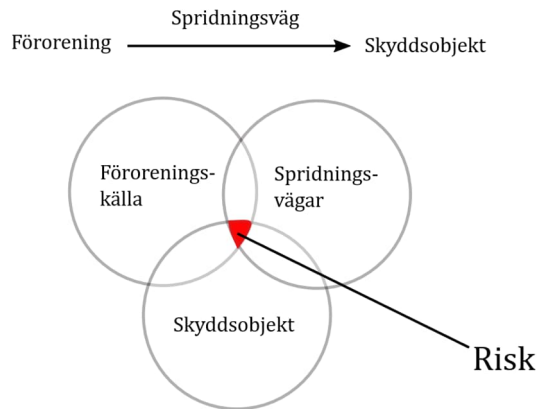 Spridningsväg
Förorening
Skyddsobjekt
Förorenings-
källa
Spridnings-
vägar
Skyddsobjekt
Risk